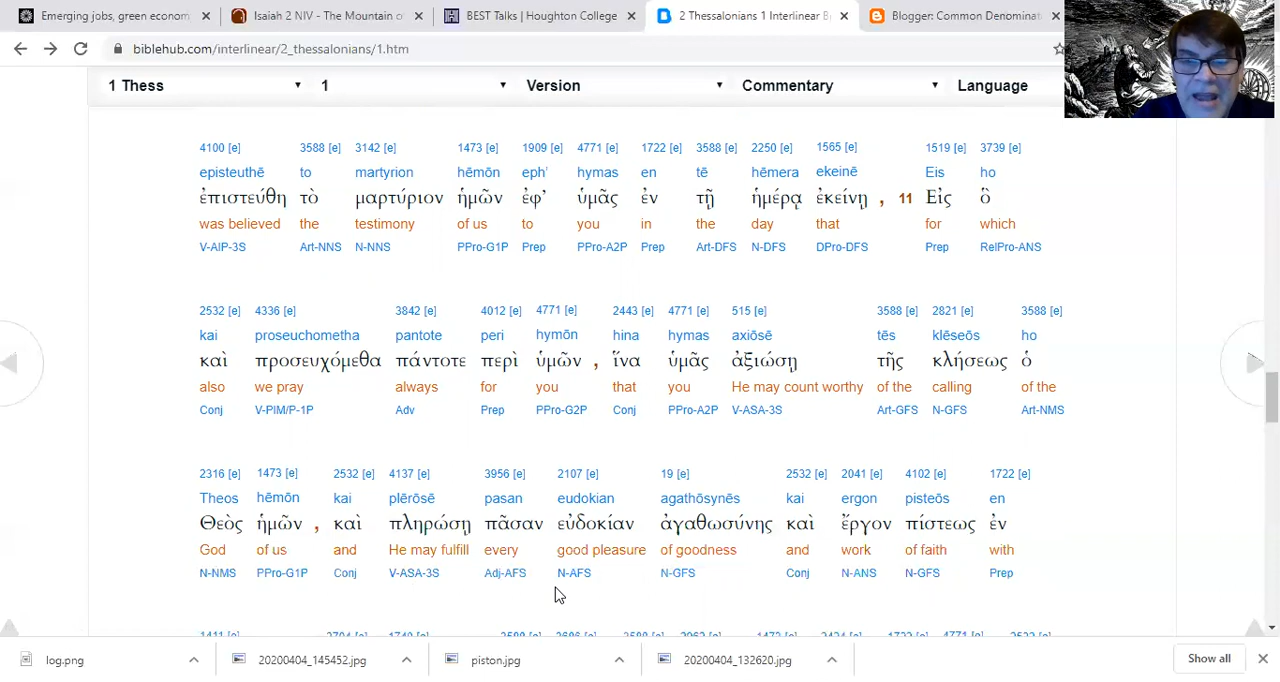 Emerging jobs, green econom × Isaiah 2 NIV - The Mountain o × BEST Talks | Houghton College × 2 Thessalonians 1 Interlinear B × Blogger: Common Denominat ×
biblehub.com/interlinear/2_thessalonians/1.htm
1 Thess 1 Version Commentary Language
4100 [e] 3588 [e] 3142 [e] 1473 [e] 1909 [e] 4771 [e] 1722 [e] 3588 [e] 2250 [e] 1565 [e] 1519 [e] 3739 [e]
episteuthē to martyrion hēmōn eph’ hymas en tē hēmera ekeinē Eis ho
ἐπιστεύθη τὸ μαρτύριον ἡμῶν ἐφ’ ὑμᾶς ἐν τῇ ἡμέρᾳ ἐκείνῃ , 11 Εἰς ὃ
was believed the testimony of us to you in the day that for which
V-AIP-3S Art-NNS N-NNS PPro-G1P Prep PPro-A2P Prep Art-DFS N-DFS DPro-DFS Prep RelPro-ANS
2532 [e] 4336 [e] 3842 [e] 4012 [e] 4771 [e] 2443 [e] 4771 [e] 515 [e] 3588 [e] 2821 [e] 3588 [e]
kai proseuchometha pantote peri hymōn hina hymas axiōsē tēs klēseōs ho
καὶ προσευχόμεθα πάντοτε περὶ ὑμῶν , ἵνα ὑμᾶς ἀξιώσῃ τῆς κλήσεως ὁ
also we pray always for you that you He may count worthy of the calling of the
Conj V-PIM/P-1P Adv Prep PPro-G2P Conj PPro-A2P V-ASA-3S Art-GFS N-GFS Art-NMS
2316 [e] 1473 [e] 2532 [e] 4137 [e] 3956 [e] 2107 [e] 19 [e] 2532 [e] 2041 [e] 4102 [e] 1722 [e]
Theos hēmōn kai plērōsē pasan eudokian agathōsynēs kai ergon pisteōs en
Θεὸς ἡμῶν , καὶ πληρώσῃ πᾶσαν εὐδοκίαν ἀγαθωσύνης καὶ ἔργον πίστεως ἐν
God of us and He may fulfill every good pleasure of goodness and work of faith with
N-NMS PPro-G1P Conj V-ASA-3S Adj-AFS N-AFS N-GFS Conj N-ANS N-GFS Prep
log.png 20200404_145452.jpg piston.jpg 20200404_132620.jpg Show all ×